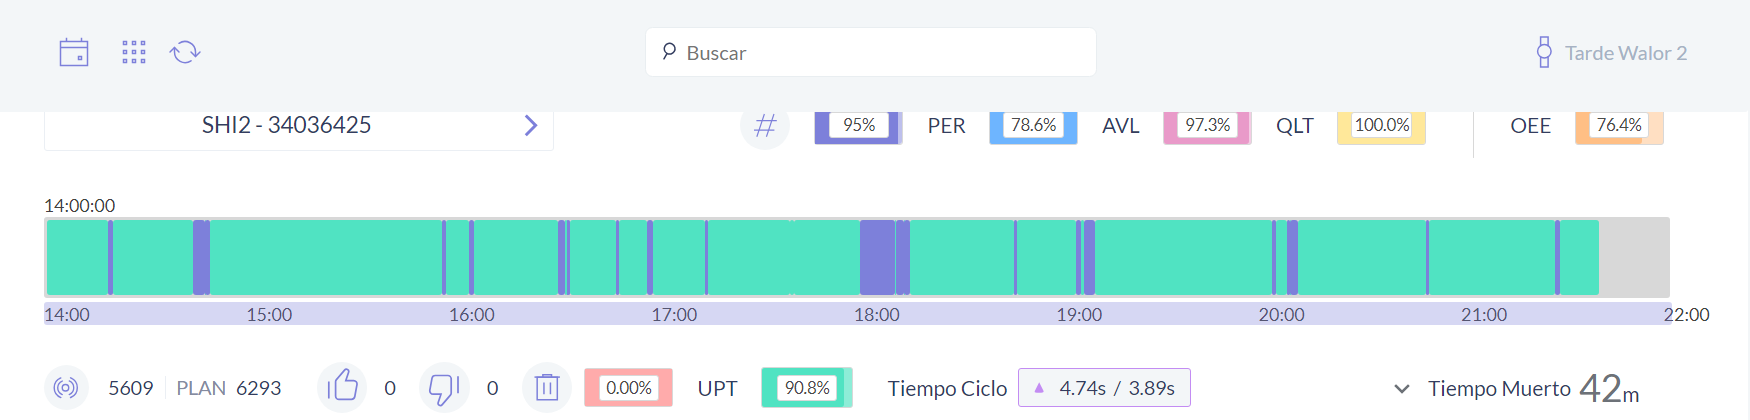 Buscar
Tarde Walor 2
SHI2 - 34036425
# 95% PER 78.6% AVL 97.3% QLT 100.0% OEE 76.4%
14:00:00
14:00 15:00 16:00 17:00 18:00 19:00 20:00 21:00 22:00
5609 PLAN 6293 0 0 0.00% UPT 90.8% Tiempo Ciclo ▲ 4.74s / 3.89s Tiempo Muerto 42m